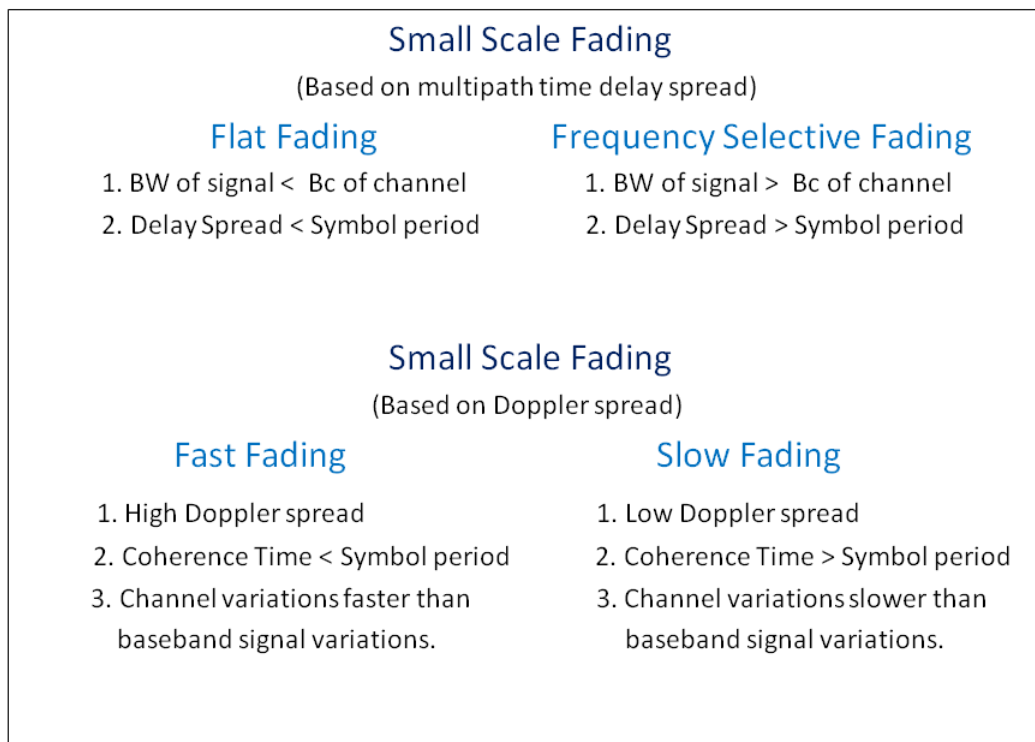 Small Scale Fading
(Based on multipath time delay spread)
Flat Fading
1. BW of signal < Bc of channel
2. Delay Spread < Symbol period
Frequency Selective Fading
1. BW of signal > Bc of channel
2. Delay Spread > Symbol period
Small Scale Fading
(Based on Doppler spread)
Fast Fading
1. High Doppler spread
2. Coherence Time < Symbol period
3. Channel variations faster than
baseband signal variations.
Slow Fading
1. Low Doppler spread
2. Coherence Time > Symbol period
3. Channel variations slower than
baseband signal variations.